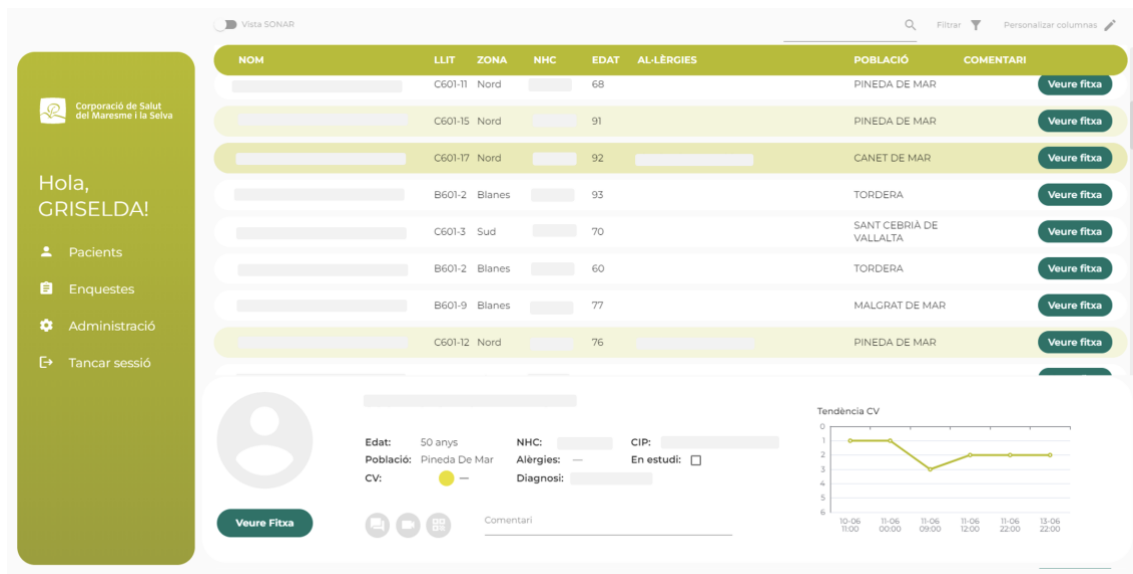 Vista SONAR
Filtrar
Personalizar columnas
Corporació de Salut
del Maresme i la Selva
Hola,
GRISELDA!
Pacients
Enquestes
Administració
Tancar sessió
NOM LLIT ZONA NHC EDAT AL·LÈRGIES POBLACIÓ COMENTARI
C601-11 Nord 68 PINEDA DE MAR Veure fitxa
C601-15 Nord 91 PINEDA DE MAR Veure fitxa
C601-17 Nord 92 CANET DE MAR Veure fitxa
B601-2 Blanes 93 TORDERA Veure fitxa
C601-3 Sud 70 SANT CEBRIÀ DE
VALLALTA Veure fitxa
B601-2 Blanes 60 TORDERA Veure fitxa
B601-9 Blanes 77 MALGRAT DE MAR Veure fitxa
C601-12 Nord 76 PINEDA DE MAR Veure fitxa
Edat: 50 anys NHC: CIP:
Població: Pineda De Mar Alèrgies: — En estudi:
CV: — Diagnosi:
Veure Fitxa
Comentari
Tendència CV
0
1
2
3
4
5
6
10-06 11-06 11-06 11-06 11-06 13-06
11:00 00:00 09:00 12:00 22:00 22:00